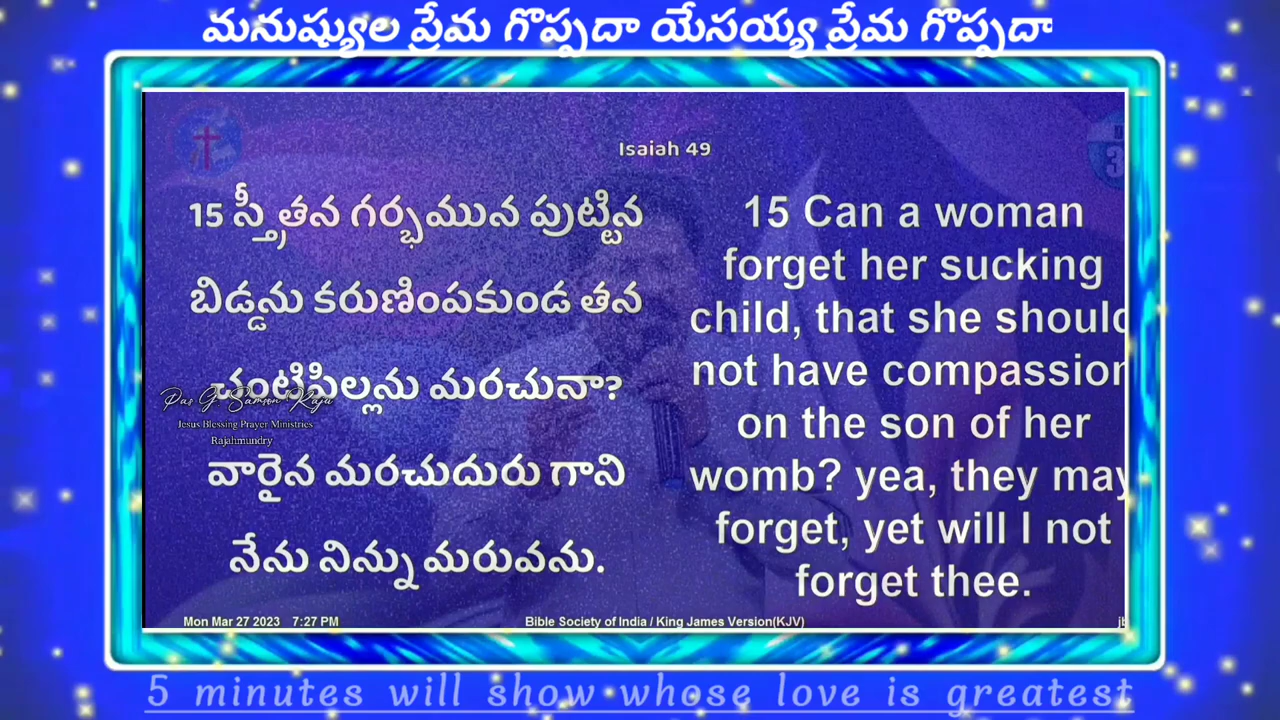 మనుష్యుల ప్రేమ గొప్పదా యేసయ్య ప్రేమ గొప్పదా
Isaiah 49
15 స్త్రీ తన గర్భమున పుట్టిన
బిడ్డను కరుణింపకుండ తన
చంటిపిల్లను మరచునా?
వారైన మరచుదురు గాని
నేను నిన్ను మరువను.
15 Can a woman
forget her sucking
child, that she should
not have compassion
on the son of her
womb? yea, they may
forget, yet will I not
forget thee.
Pas G. Samson Raju
Jesus Blessing Prayer Ministries
Rajahmundry
Mon Mar 27 2023 7:27 PM
Bible Society of India / King James Version(KJV)
5 minutes will show whose love is greatest